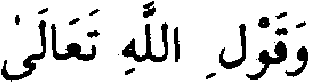 وَقَوْلِ اللَّهِ تَعَالَىٰ